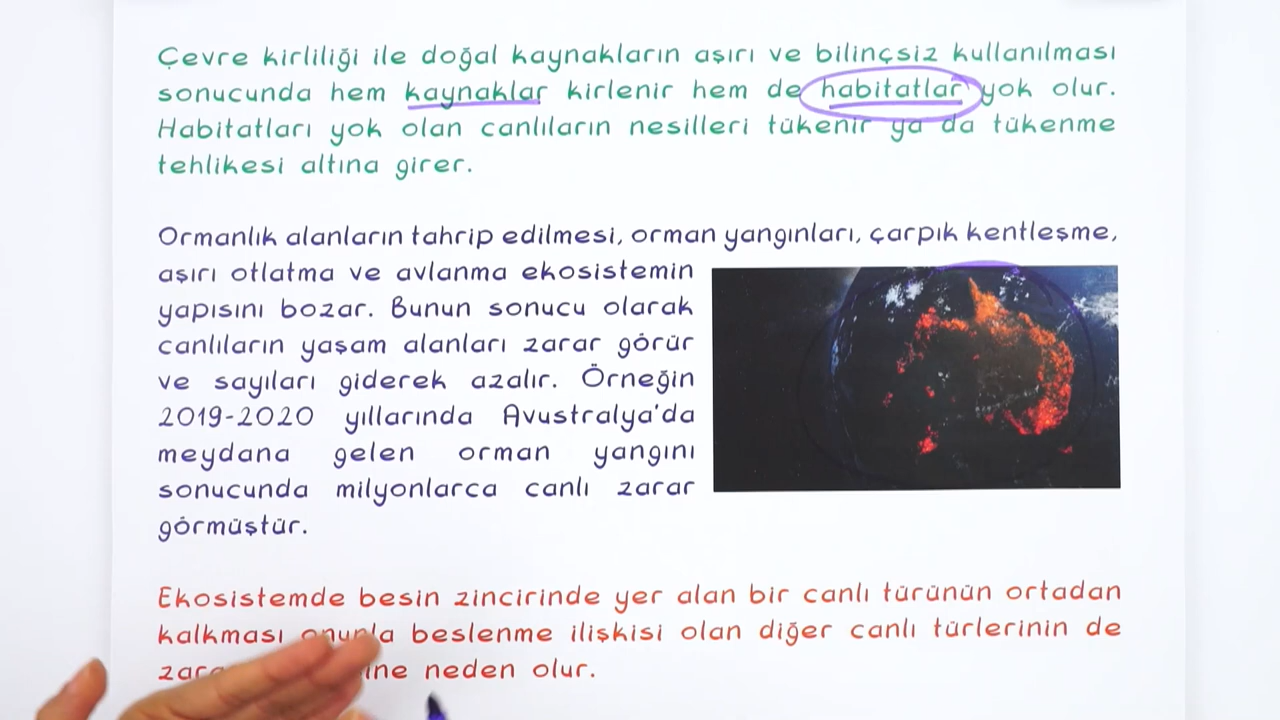 Çevre kirliliği ile doğal kaynakların aşırı ve bilinçsiz kullanılması
sonucunda hem kaynaklar kirlenir hem de habitatlar yok olur.
Habitatları yok olan canlıların nesilleri tükenir ya da tükenme
tehlikesi altına girer.
Ormanlık alanların tahrip edilmesi, orman yangınları, çarpık kentleşme,
aşırı otlatma ve avlanma ekosistemin
yapısını bozar. Bunun sonucu olarak
canlıların yaşam alanları zarar görür
ve sayıları giderek azalır. Örneğin
2019-2020 yıllarında Avustralya'da
meydana gelen orman yangını
sonucunda milyonlarca canlı zarar
görmüştür.
Ekosistemde besin zincirinde yer alan bir canlı türünün ortadan
kalkması onunla beslenme ilişkisi olan diğer canlı türlerinin de
neden olur.